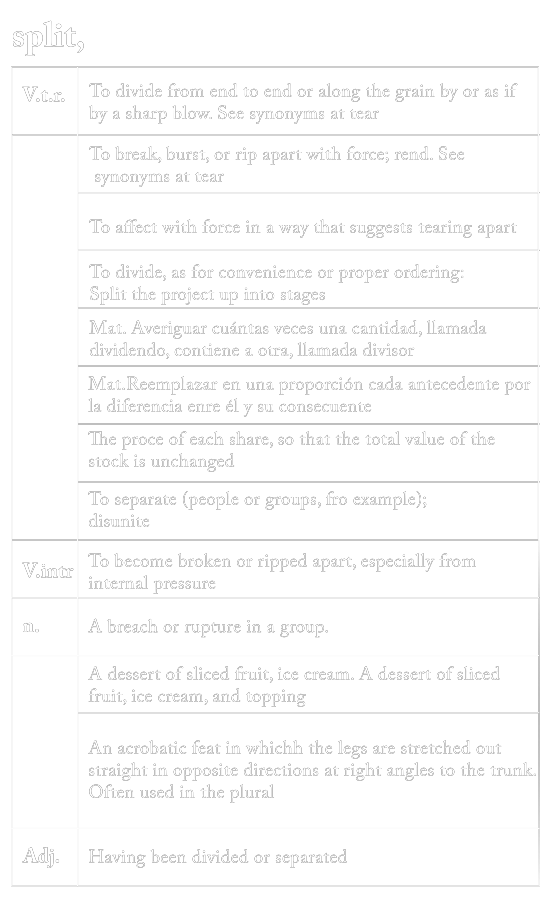 split,
V.t.r. To divide from end to end or along the grain by or as if
by a sharp blow. See synonyms at tear
To break, burst, or rip apart with force; rend. See
synonyms at tear
To affect with force in a way that suggests tearing apart
To divide, as for convenience or proper ordering:
Split the project up into stages
Mat. Averiguar cuántas veces una cantidad, llamada
dividendo, contiene a otra, llamada divisor
Mat.Reemplazar en una proporción cada antecedente por
la diferencia enre él y su consecuente
The proce of each share, so that the total value of the
stock is unchanged
To separate (people or groups, fro example);
disunite
V.intr To become broken or ripped apart, especially from
internal pressure
n. A breach or rupture in a group.
A dessert of sliced fruit, ice cream. A dessert of sliced
fruit, ice cream, and topping
An acrobatic feat in whichh the legs are stretched out
straight in opposite directions at right angles to the trunk.
Often used in the plural
Adj. Having been divided or separated